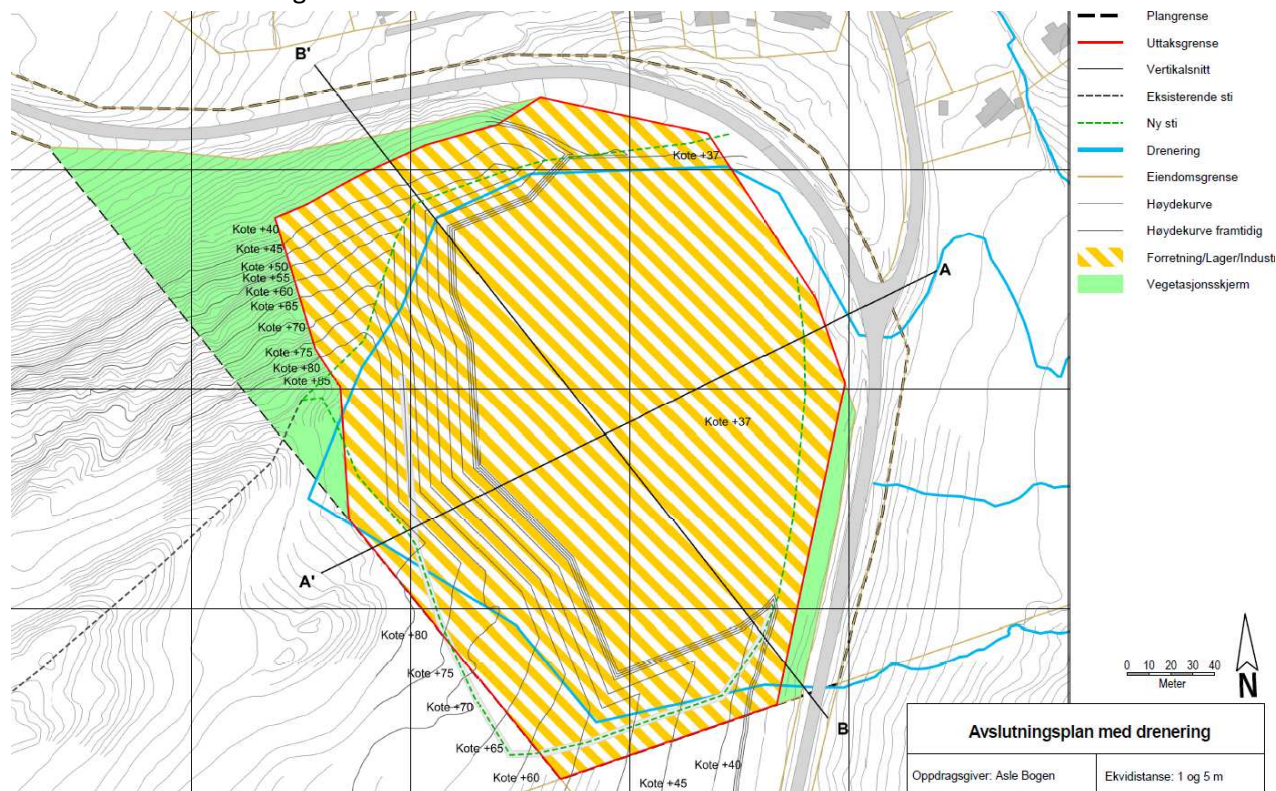 B'
A'
A
B
Kote +37
Kote +40
Kote +45
Kote +50
Kote +55
Kote +60
Kote +65
Kote +70
Kote +75
Kote +80
Kote +85
Kote +37
Kote +80
Kote +75
Kote +70
Kote +65
Kote +60
Kote +45
Kote +40
Plangrense
Uttaksgrense
Vertikalsnitt
Eksisterende sti
Ny sti
Drenering
Eiendomsgrense
Høydekurve
Høydekurve framtidig
Forretning/Lager/Industri
Vegetasjonsskjerm
0 10 20 30 40
Meter
N
Avslutningsplan med drenering
Oppdragsgiver: Asle Bogen
Ekvidistanse: 1 og 5 m